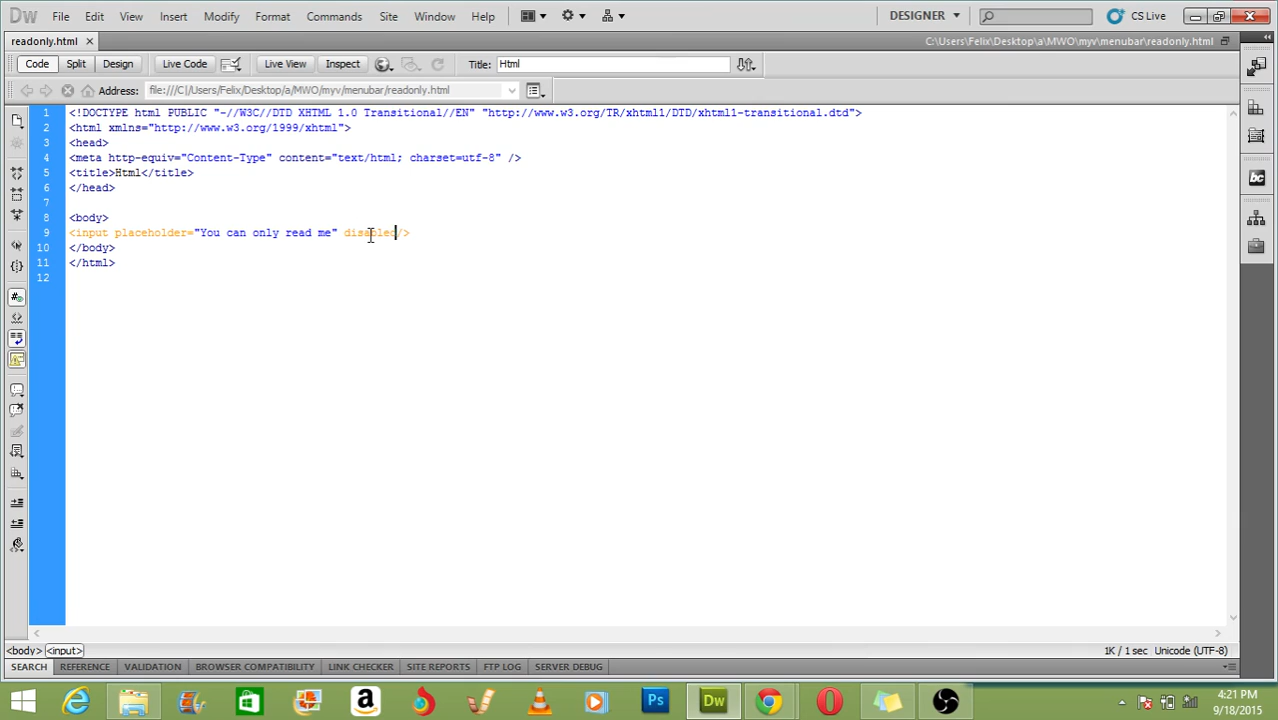 Dw File Edit View Insert Modify Format Commands Site Window Help DESIGNER CS Live
readonly.html C:\Users\Felix\Desktop\a\MWO\myv\menubar\readonly.html
Code Split Design Live Code Live View Inspect Title: Html
Address: file:///C|/Users/Felix/Desktop/a/MWO/myv/menubar/readonly.html
1 <!DOCTYPE html PUBLIC "-//W3C//DTD XHTML 1.0 Transitional//EN" "http://www.w3.org/TR/xhtml1/DTD/xhtml1-transitional.dtd">
2 <html xmlns="http://www.w3.org/1999/xhtml">
3 <head>
4 <meta http-equiv="Content-Type" content="text/html; charset=utf-8" />
5 <title>Html</title>
6 </head>
7
8 <body>
9 <input placeholder="You can only read me" disabled/>
10 </body>
11 </html>
12
bc
<body> <input> 1K / 1 sec Unicode (UTF-8)
SEARCH REFERENCE VALIDATION BROWSER COMPATIBILITY LINK CHECKER SITE REPORTS FTP LOG SERVER DEBUG
a Ps Dw 4:21 PM
9/18/2015